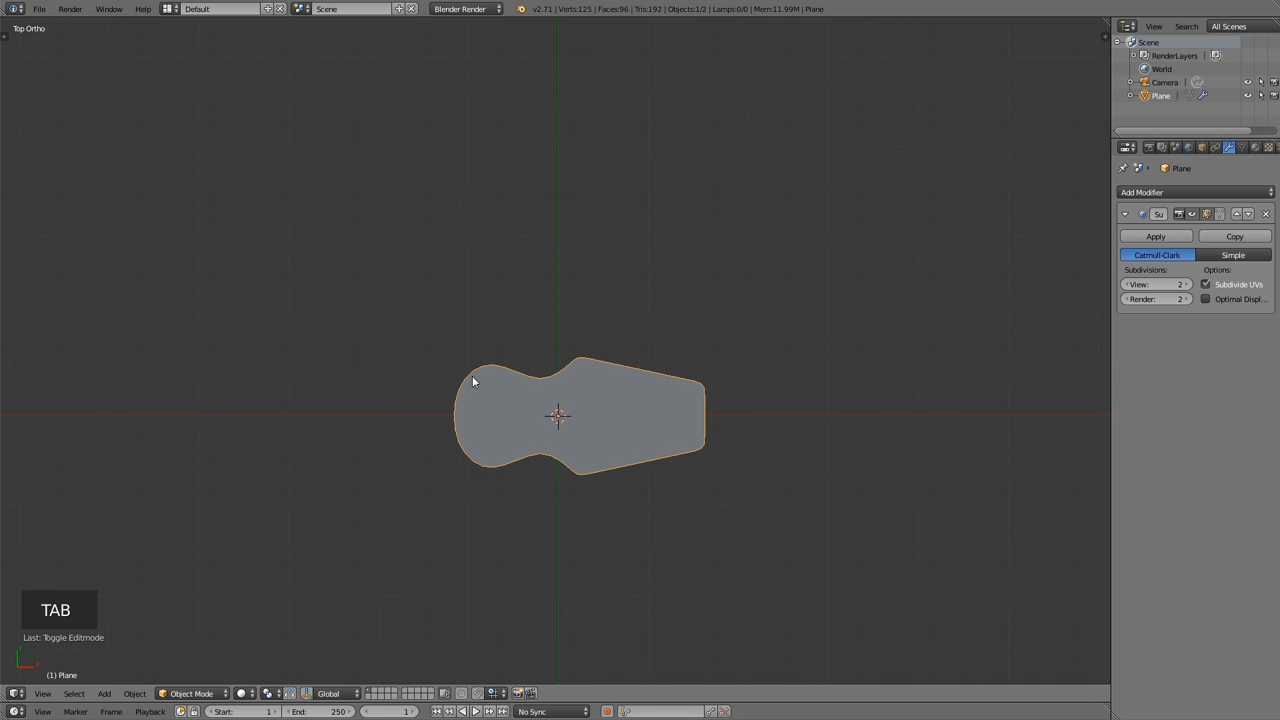 File Render Window Help Default Scene Blender Render v2.71 | Verts:125 | Faces:96 | Tris:192 | Objects:1/2 | Lamps:0/0 | Mem:11.99M | Plane
Top Ortho
View Search All Scenes
Scene
RenderLayers
World
Camera
Plane
Plane
Add Modifier
Su
Apply Copy
Catmull-Clark Simple
Subdivisions: Options:
View: 2 Subdivide UVs
Render: 2 Optimal Displ...
TAB
Last: Toggle Editmode
y
x
(1) Plane
View Select Add Object Object Mode Global
View Marker Frame Playback Start: 1 End: 250 1 No Sync